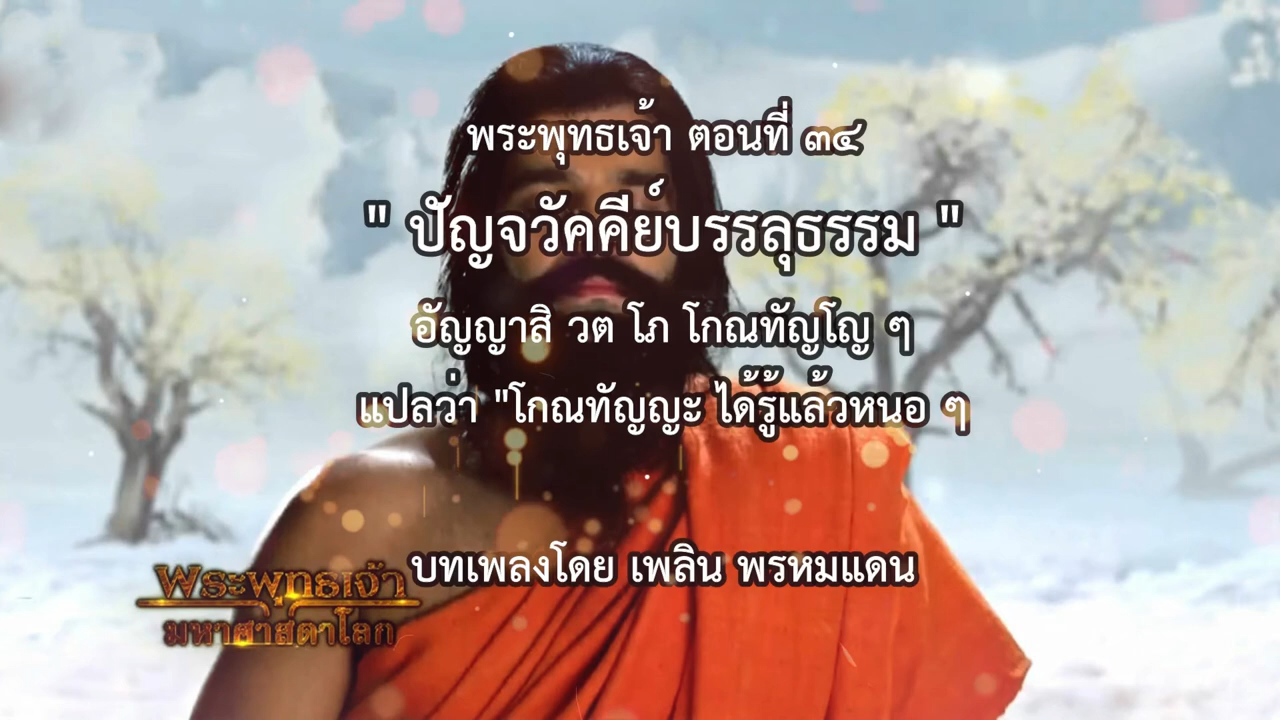 พระพุทธเจ้า ตอนที่ ๓๔
" ปัญจวัคคีย์บรรลุธรรม "
อัญญาสิ วต โภ โกณฑัญโญ ๆ
แปลว่า "โกณฑัญญะ ได้รู้แล้วหนอ ๆ
บทเพลงโดย เพลิน พรหมแดน
พระพุทธเจ้า
มหาศาสดาโลก